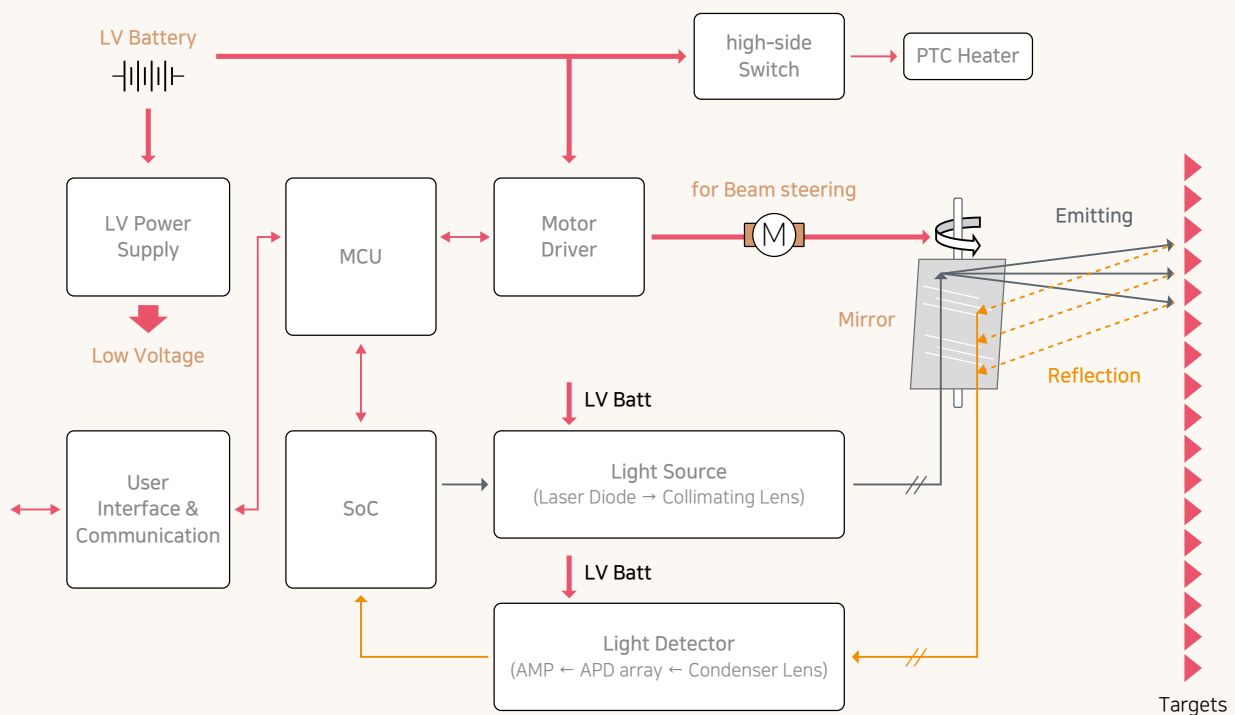 LV Battery
high-side
Switch
PTC Heater
LV Power
Supply
MCU
Motor
Driver
for Beam steering
M
Emitting
Mirror
Low Voltage
Reflection
LV Batt
User
Interface &
Communication
SoC
Light Source
(Laser Diode → Collimating Lens)
LV Batt
Light Detector
(AMP ← APD array ← Condenser Lens)
Targets